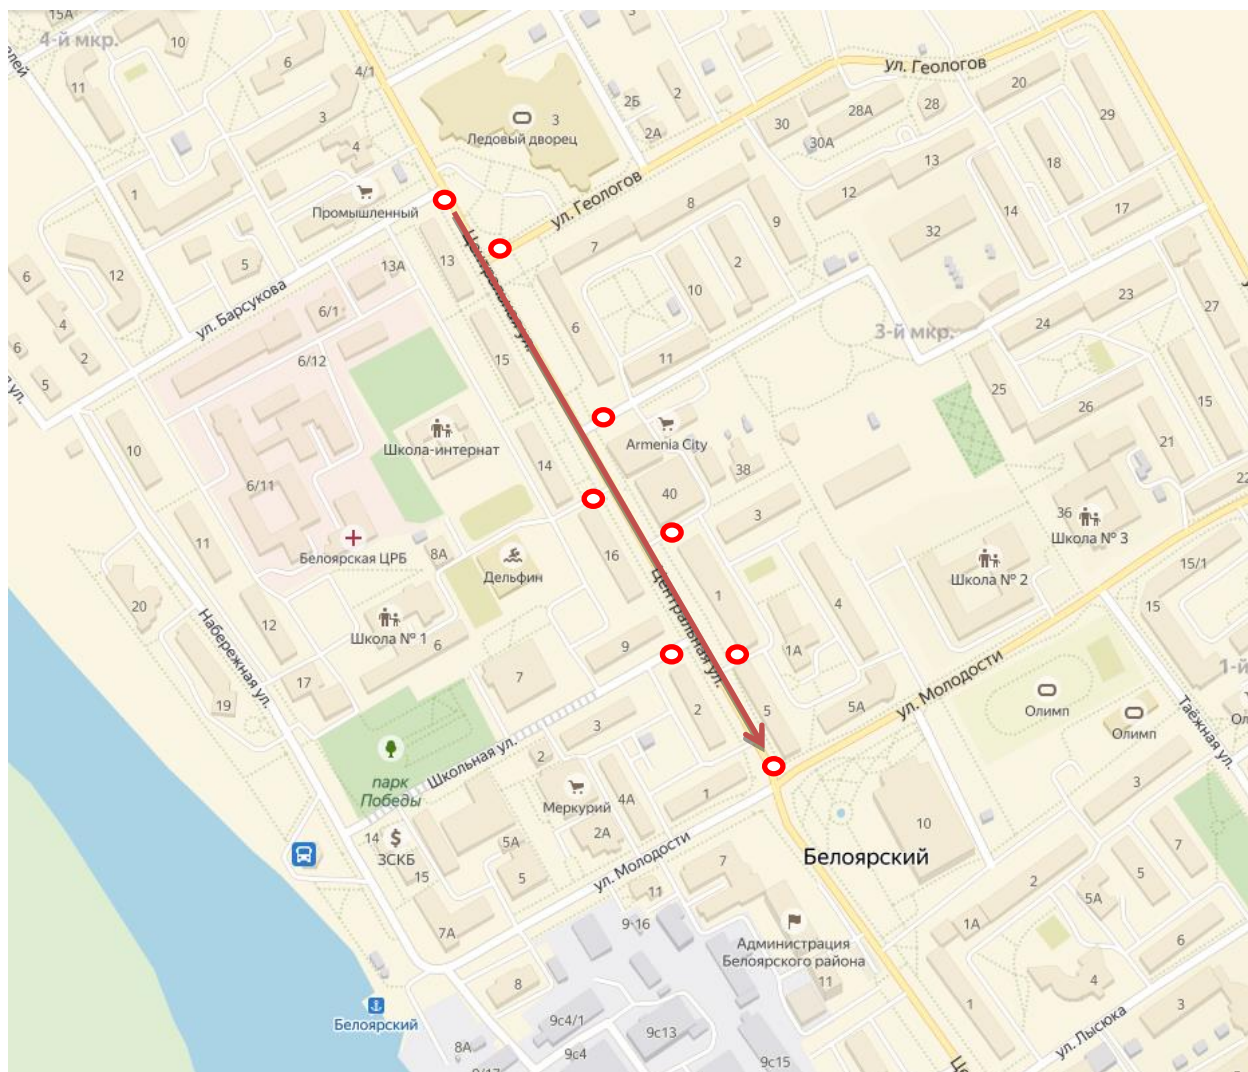 15А
4-й мкр.
10
6
4/1
11
3
4
1
Промышленный
12
5
6
4
6
2
5
ул. Барсукова
13А
13
6/1
6/12
3
Ледовый дворец
3
2Б
2
2А
ул. Геологов
30
28А
30А
28
20
29
18
13
12
14
17
32
ул. Геологов
8
9
7
2
10
6
11
Центральная ул.
15
3-й мкр.
24
23
27
25
26
15
21
22
Школа-интернат
14
Armenia City
38
40
3
10
6/11
11
Белоярская ЦРБ
8А
Дельфин
16
20
12
Школа № 1
6
17
19
Набережная ул.
7
9
1
4
1А
Центральная ул.
5
5А
36
Школа № 3
Школа № 2
15/1
15
1-й
ул. Молодости
Олимп
Олимп
Таёжная ул.
3
парк
Победы
Школьная ул.
3
2
2
Меркурий
4А
2А
1
14
ЗСКБ
15
5А
5
7А
ул. Молодости
11
7
Белоярский
10
9-16
Администрация
Белоярского района
11
8
9с4/1
9с4
9с13
9с15
8А
Белоярский
2
1А
1
5А
5
7
6
4
3
ул. Лысюка